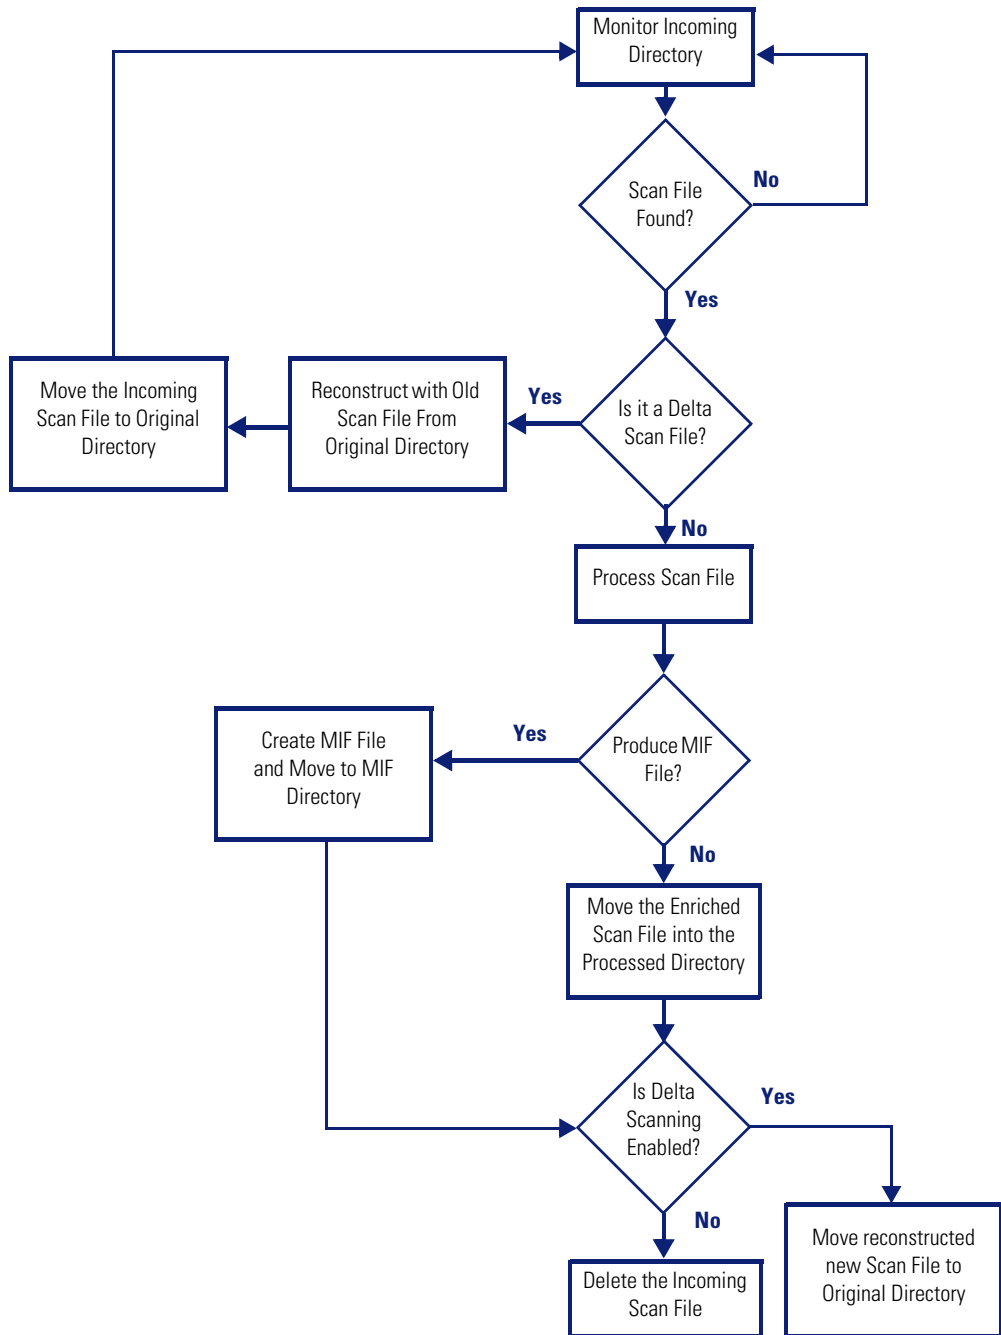 Monitor Incoming
Directory
No
Scan File
Found?
Yes
Move the Incoming
Scan File to Original
Directory
Reconstruct with Old
Scan File From
Original Directory
Yes
Is it a Delta
Scan File?
No
Process Scan File
Create MIF File
and Move to MIF
Directory
Yes
Produce MIF
File?
No
Move the Enriched
Scan File into the
Processed Directory
Is Delta
Scanning
Enabled?
Yes
No
Delete the Incoming
Scan File
Move reconstructed
new Scan File to
Original Directory